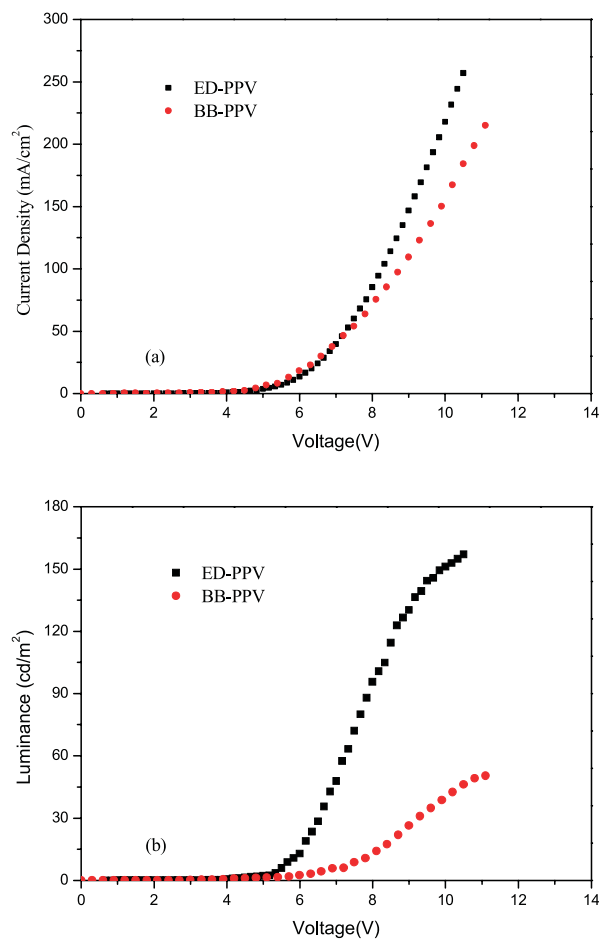 300
250
200
150
100
50
0
Current Density (mA/cm²)
ED-PPV
BB-PPV
(a)
0 2 4 6 8 10 12 14
Voltage(V)
180
150
120
90
60
30
0
Luminance (cd/m²)
ED-PPV
BB-PPV
(b)
0 2 4 6 8 10 12 14
Voltage(V)